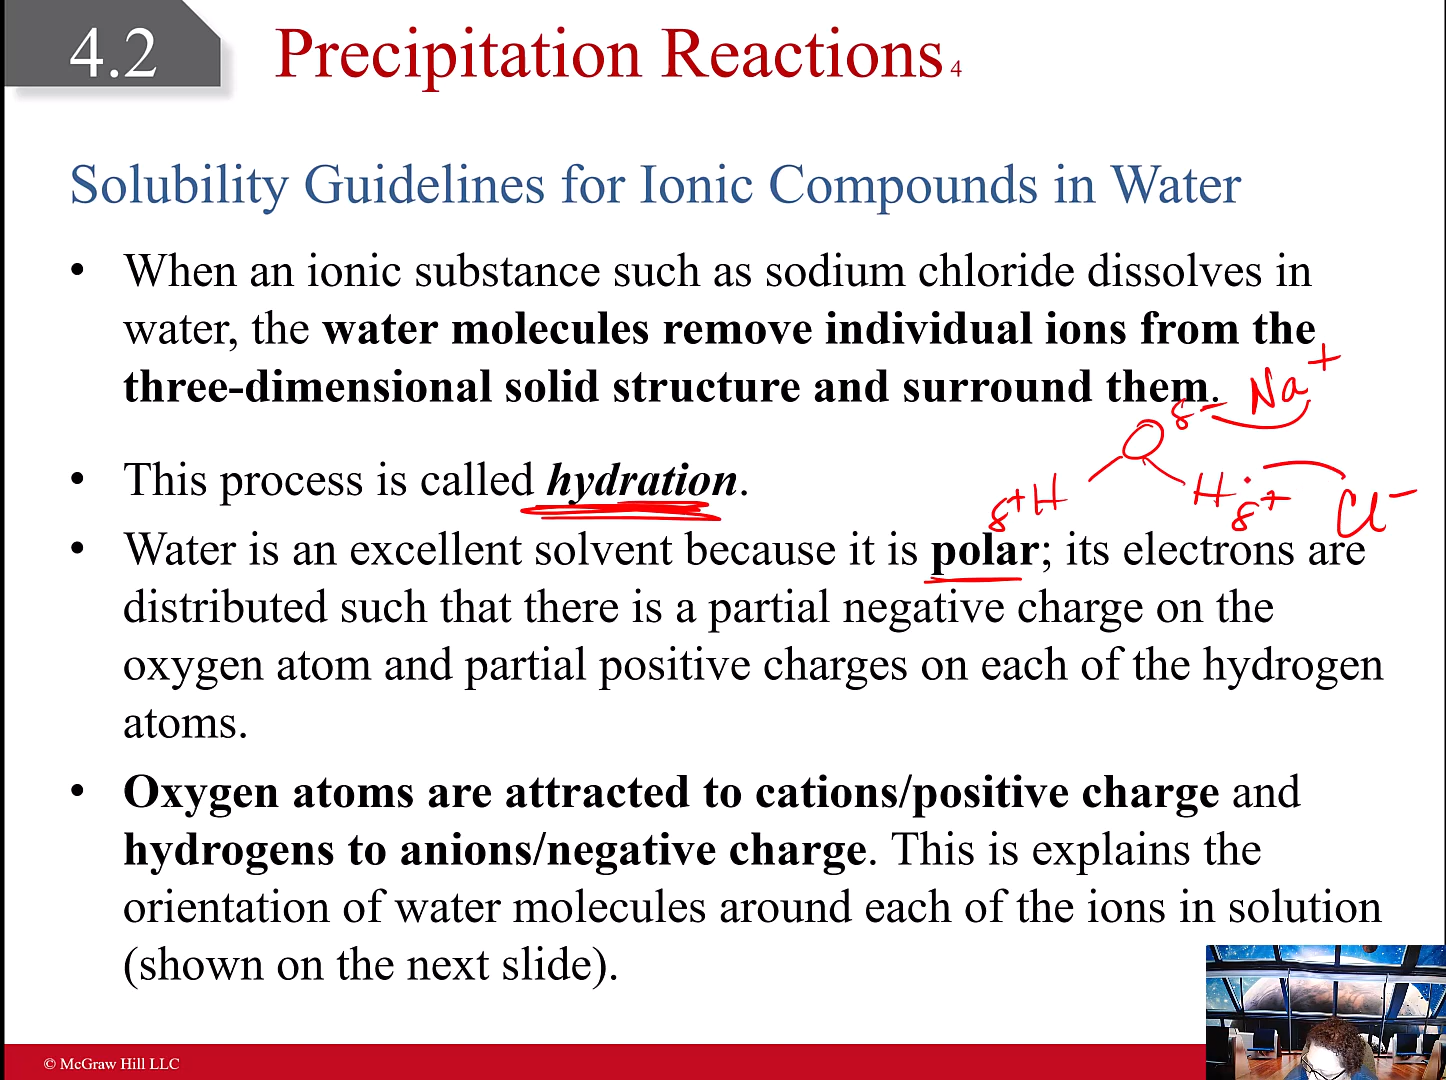 4.2
Precipitation Reactions 4
Solubility Guidelines for Ionic Compounds in Water
• When an ionic substance such as sodium chloride dissolves in
water, the water molecules remove individual ions from the
three-dimensional solid structure and surround them.
Na+
O δ−
δ+ H
H δ+
Cl−
• This process is called hydration.
• Water is an excellent solvent because it is polar; its electrons are
distributed such that there is a partial negative charge on the
oxygen atom and partial positive charges on each of the hydrogen
atoms.
• Oxygen atoms are attracted to cations/positive charge and
hydrogens to anions/negative charge. This is explains the
orientation of water molecules around each of the ions in solution
(shown on the next slide).
© McGraw Hill LLC